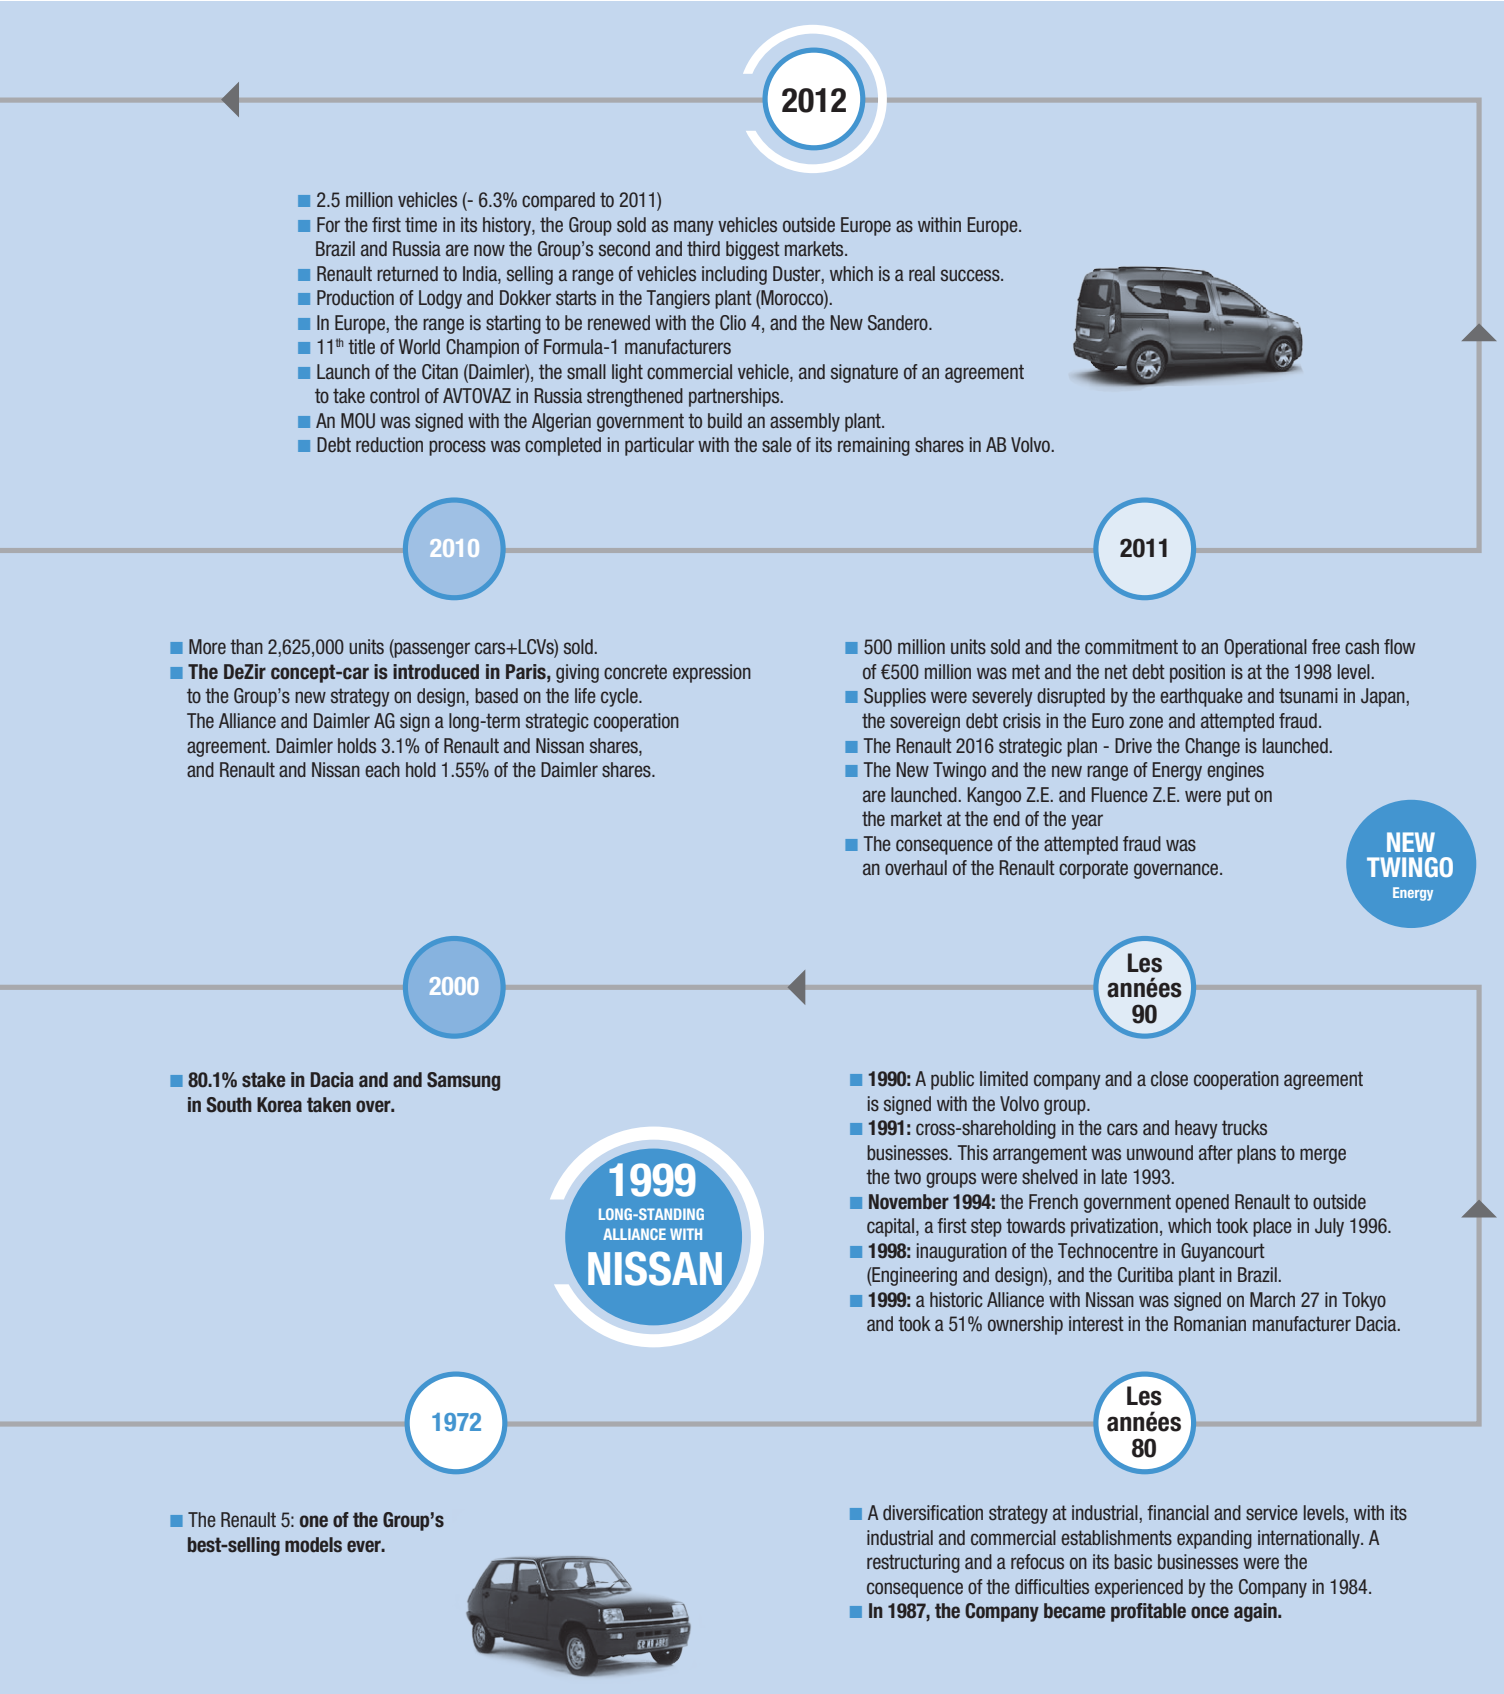 2012
■ 2.5 million vehicles (- 6.3% compared to 2011)
■ For the first time in its history, the Group sold as many vehicles outside Europe as within Europe.
Brazil and Russia are now the Group's second and third biggest markets.
■ Renault returned to India, selling a range of vehicles including Duster, which is a real success.
■ Production of Lodgy and Dokker starts in the Tangiers plant (Morocco).
■ In Europe, the range is starting to be renewed with the Clio 4, and the New Sandero.
■ 11th title of World Champion of Formula-1 manufacturers
■ Launch of the Citan (Daimler), the small light commercial vehicle, and signature of an agreement
to take control of AVTOVAZ in Russia strengthened partnerships.
■ An MOU was signed with the Algerian government to build an assembly plant.
■ Debt reduction process was completed in particular with the sale of its remaining shares in AB Volvo.
2010
■ More than 2,625,000 units (passenger cars+LCVs) sold.
■ The DeZir concept-car is introduced in Paris, giving concrete expression
to the Group's new strategy on design, based on the life cycle.
The Alliance and Daimler AG sign a long-term strategic cooperation
agreement. Daimler holds 3.1% of Renault and Nissan shares,
and Renault and Nissan each hold 1.55% of the Daimler shares.
2011
■ 500 million units sold and the commitment to an Operational free cash flow
of €500 million was met and the net debt position is at the 1998 level.
■ Supplies were severely disrupted by the earthquake and tsunami in Japan,
the sovereign debt crisis in the Euro zone and attempted fraud.
■ The Renault 2016 strategic plan - Drive the Change is launched.
■ The New Twingo and the new range of Energy engines
are launched. Kangoo Z.E. and Fluence Z.E. were put on
the market at the end of the year
■ The consequence of the attempted fraud was
an overhaul of the Renault corporate governance.
NEW
TWINGO
Energy
2000
■ 80.1% stake in Dacia and and Samsung
in South Korea taken over.
1999
LONG-STANDING
ALLIANCE WITH
NISSAN
Les
années
90
■ 1990: A public limited company and a close cooperation agreement
is signed with the Volvo group.
■ 1991: cross-shareholding in the cars and heavy trucks
businesses. This arrangement was unwound after plans to merge
the two groups were shelved in late 1993.
■ November 1994: the French government opened Renault to outside
capital, a first step towards privatization, which took place in July 1996.
■ 1998: inauguration of the Technocentre in Guyancourt
(Engineering and design), and the Curitiba plant in Brazil.
■ 1999: a historic Alliance with Nissan was signed on March 27 in Tokyo
and took a 51% ownership interest in the Romanian manufacturer Dacia.
1972
■ The Renault 5: one of the Group's
best-selling models ever.
Les
années
80
■ A diversification strategy at industrial, financial and service levels, with its
industrial and commercial establishments expanding internationally. A
restructuring and a refocus on its basic businesses were the
consequence of the difficulties experienced by the Company in 1984.
■ In 1987, the Company became profitable once again.